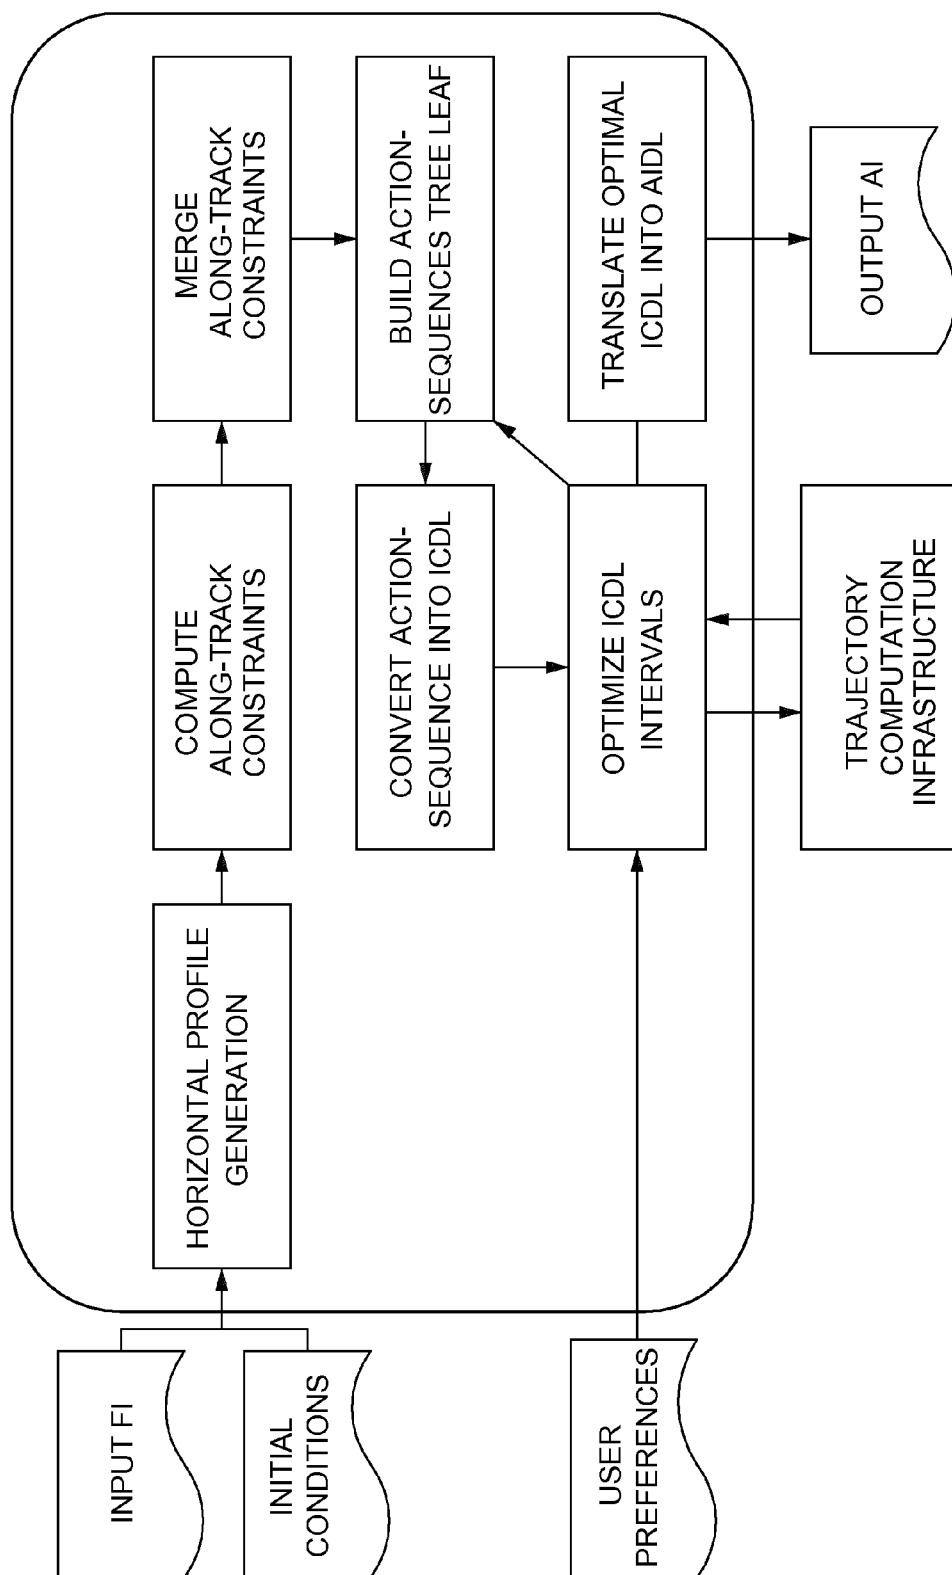 INPUT FI
INITIAL
CONDITIONS
USER
PREFERENCES
HORIZONTAL PROFILE
GENERATION
COMPUTE
ALONG-TRACK
CONSTRAINTS
MERGE
ALONG-TRACK
CONSTRAINTS
CONVERT ACTION-
SEQUENCE INTO ICDL
BUILD ACTION-
SEQUENCES TREE LEAF
OPTIMIZE ICDL
INTERVALS
TRANSLATE OPTIMAL
ICDL INTO AIDL
TRAJECTORY
COMPUTATION
INFRASTRUCTURE
OUTPUT AI